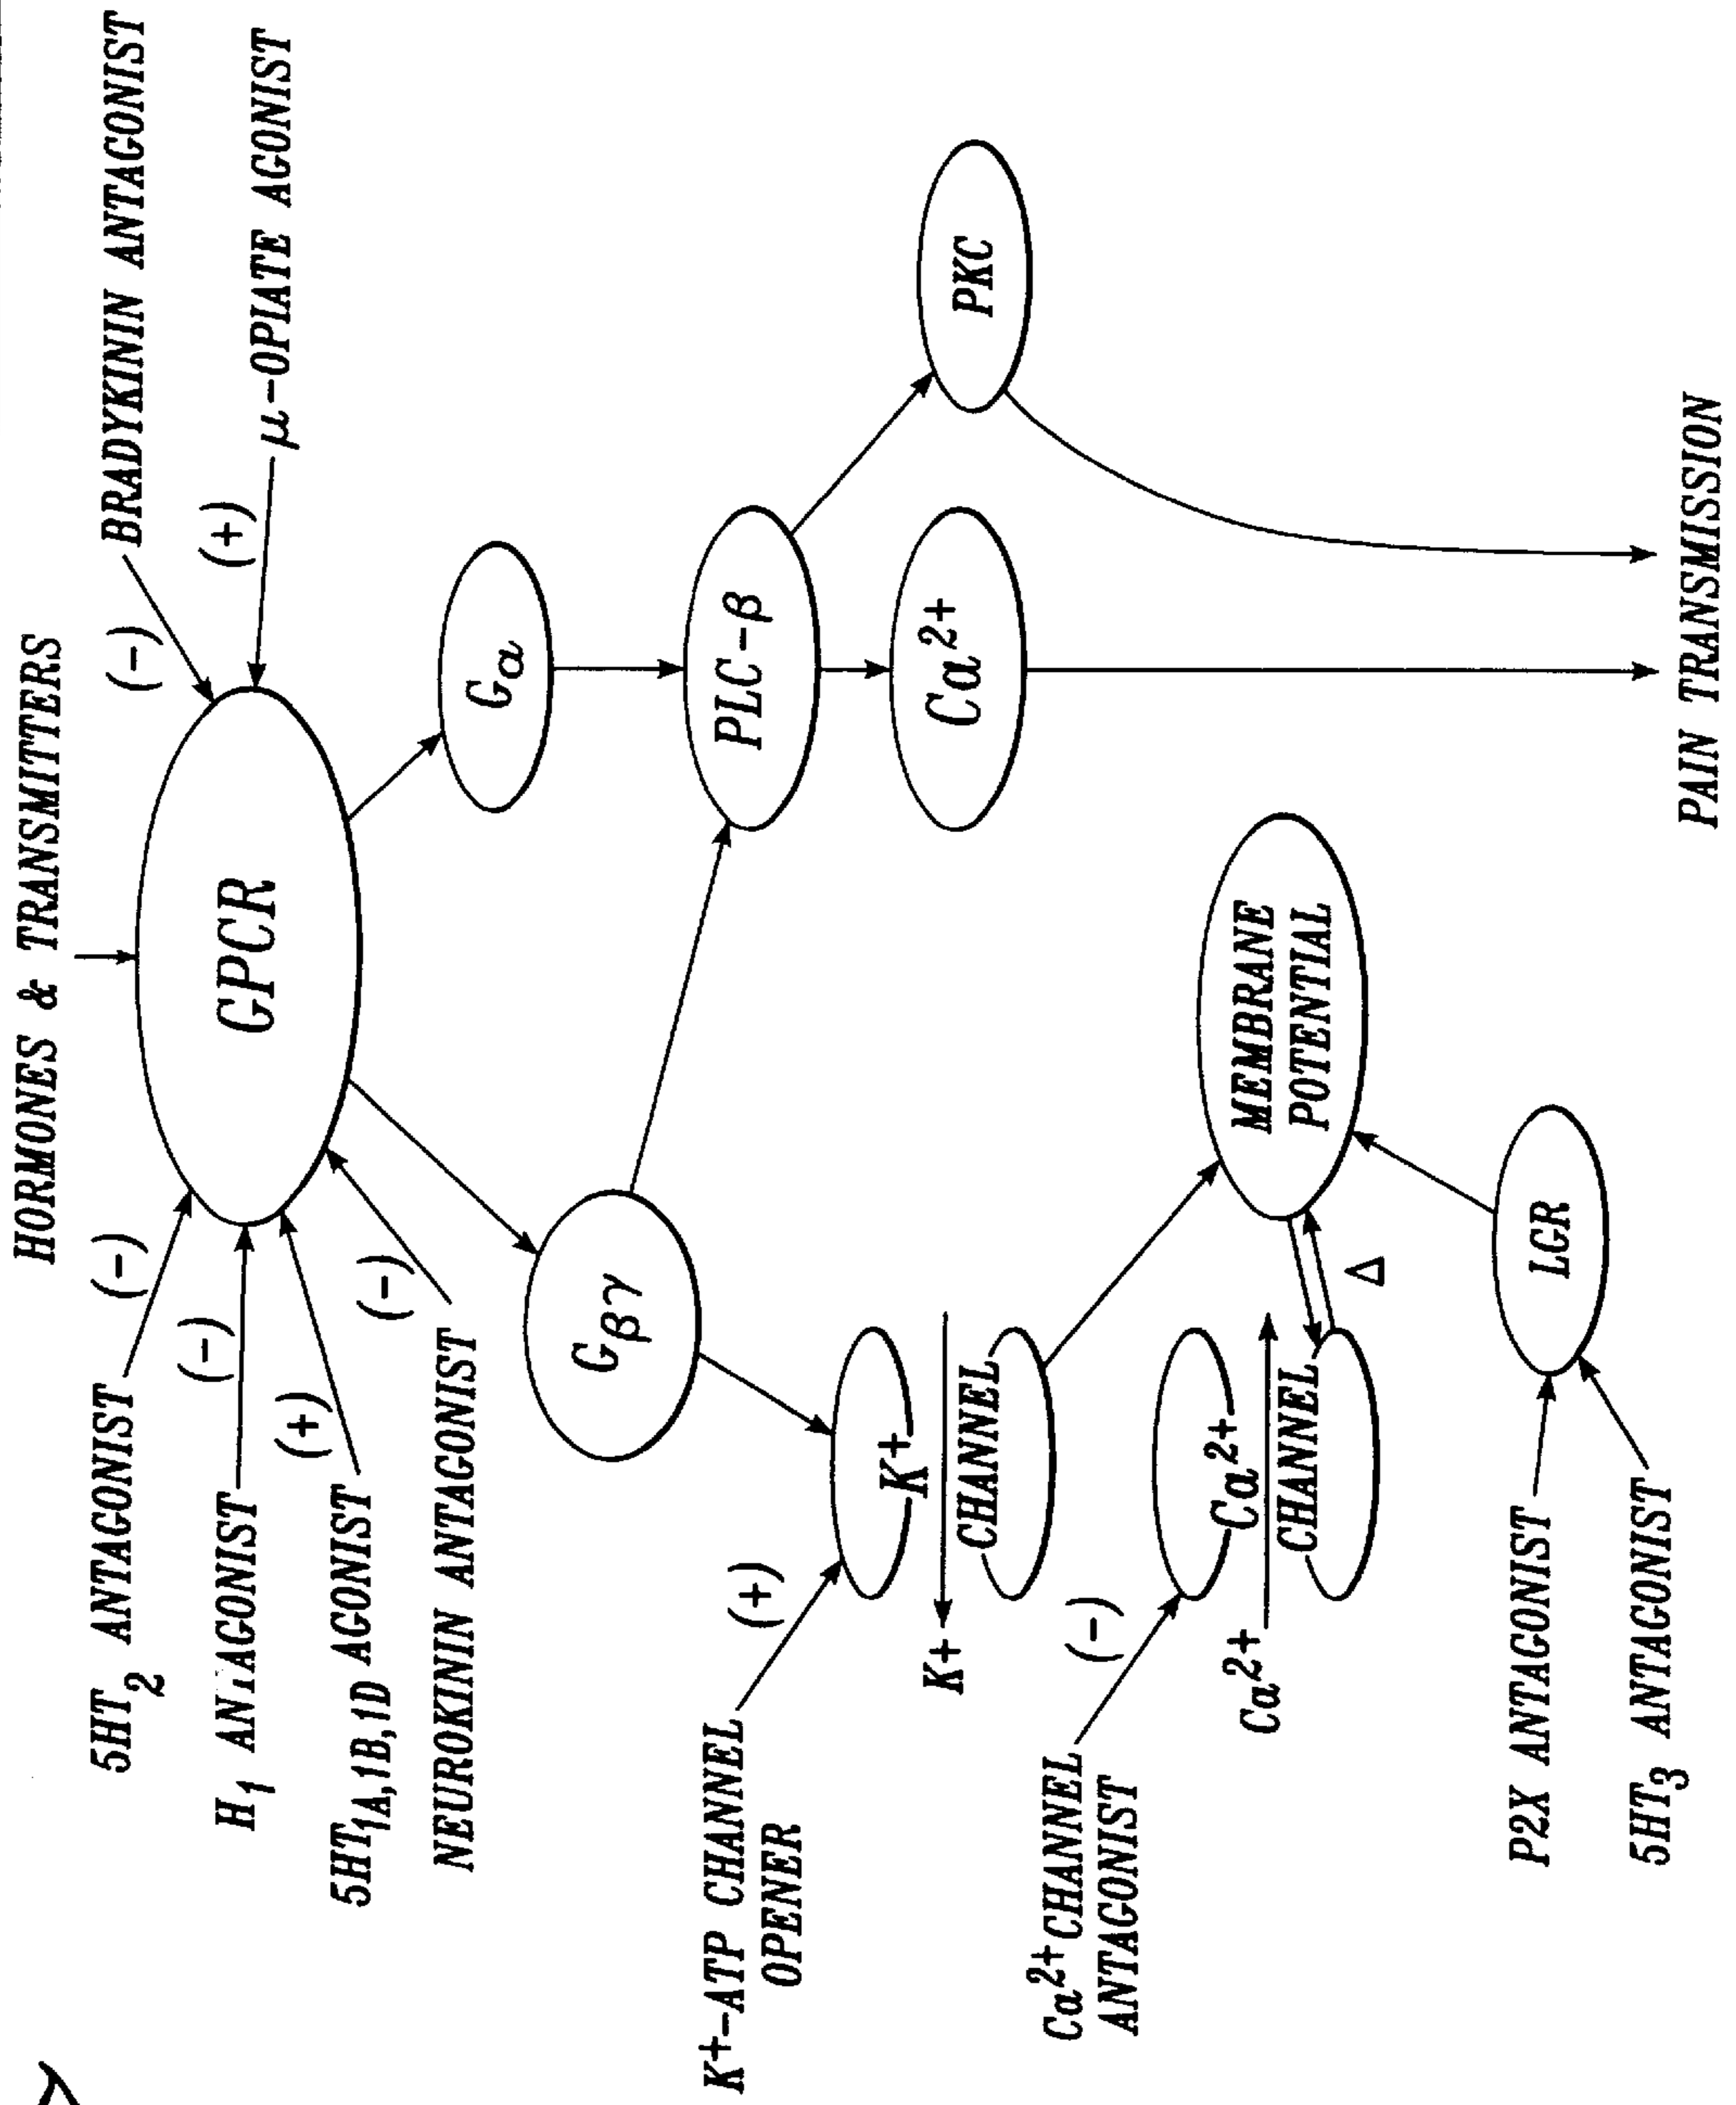 HORMONES & TRANSMITTERS
5HT2 ANTAGONIST
(-)
H1 ANTAGONIST
(-)
5HT1A,1B,1D AGONIST
(+)
NEUROKININ ANTAGONIST
(-)
BRADYKININ ANTAGONIST
(-)
μ-OPIATE AGONIST
(+)
GPCR
Gα
Gβγ
PLC-β
PKC
Ca2+
K+-ATP CHANNEL
OPENER
(+)
K+
CHANNEL
K+
Ca2+CHANNEL
ANTAGONIST
(-)
Ca2+
CHANNEL
Ca2+
MEMBRANE
POTENTIAL
Δ
LGR
P2X ANTAGONIST
5HT3 ANTAGONIST
PAIN TRANSMISSION